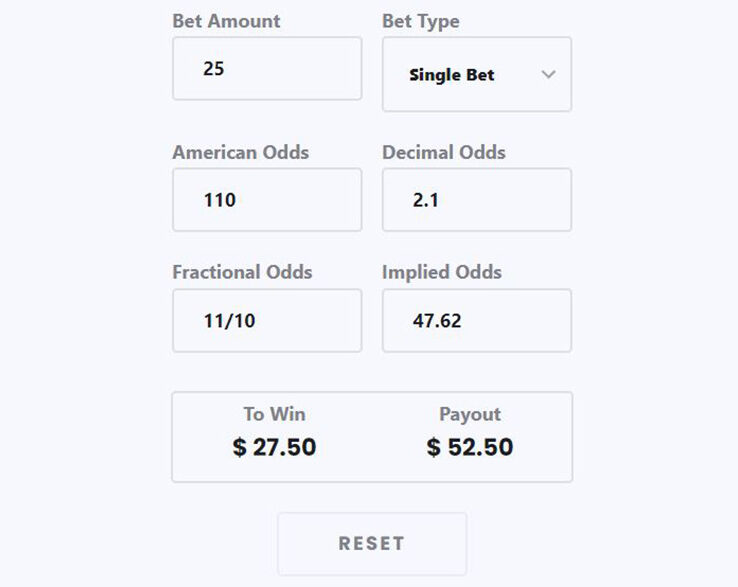 Bet Amount
Bet Type
25
Single Bet
American Odds
Decimal Odds
110
2.1
Fractional Odds
Implied Odds
11/10
47.62
To Win
Payout
$ 27.50
$ 52.50
RESET